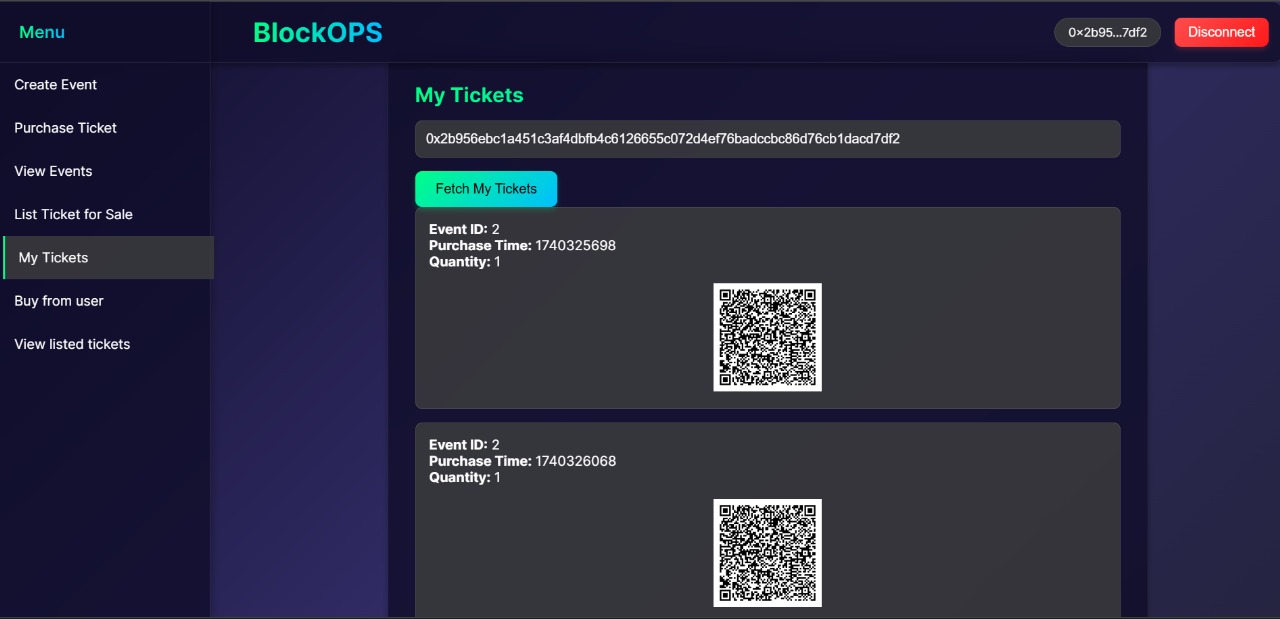 Menu
BlockOPS
0x2b95...7df2
Disconnect
Create Event
Purchase Ticket
View Events
List Ticket for Sale
My Tickets
Buy from user
View listed tickets
My Tickets
0x2b956ebc1a451c3af4dbfb4c6126655c072d4ef76badccbc86d76cb1dacd7df2
Fetch My Tickets
Event ID: 2
Purchase Time: 1740325698
Quantity: 1
Event ID: 2
Purchase Time: 1740326068
Quantity: 1